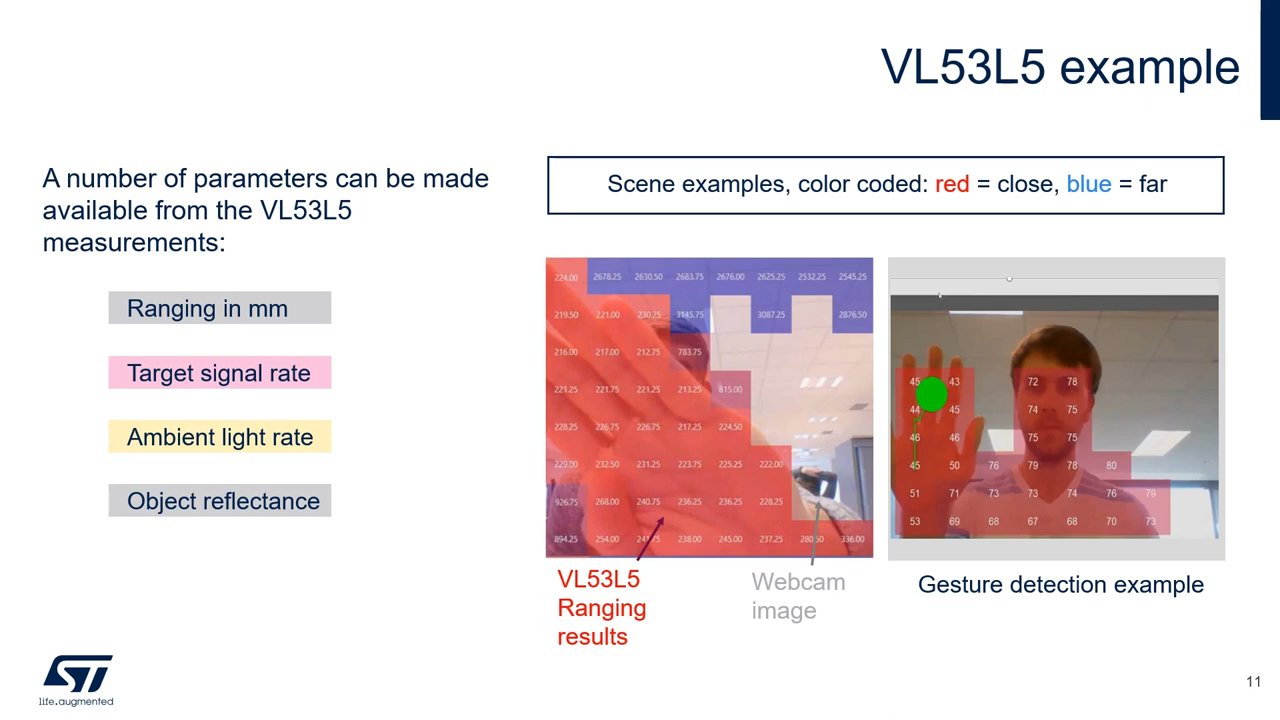 VL53L5 example
A number of parameters can be made
available from the VL53L5
measurements:
Ranging in mm
Target signal rate
Ambient light rate
Object reflectance
Scene examples, color coded: red = close, blue = far
224.00 2678.25 2630.50 2683.75 2676.00 2625.25 2532.25 2545.25
219.50 221.00 230.25 3145.75 3087.25 2876.50
216.00 217.00 212.75 783.75
221.25 221.75 221.25 213.25 815.00
228.25 226.75 226.75 217.25 224.50
229.00 232.50 231.25 223.75 225.25 222.00
926.75 268.00 240.75 236.25 236.25 228.25
894.25 254.00 238.00 245.00 237.25 336.00
VL53L5
Ranging
results
Webcam
image
45 43 72 78
44 45 74 75
46 46 75 75
45 50 76 79 78 80
51 71 73 73 74 76 79
53 69 68 67 68 70 73
Gesture detection example
ST
life.augmented
11